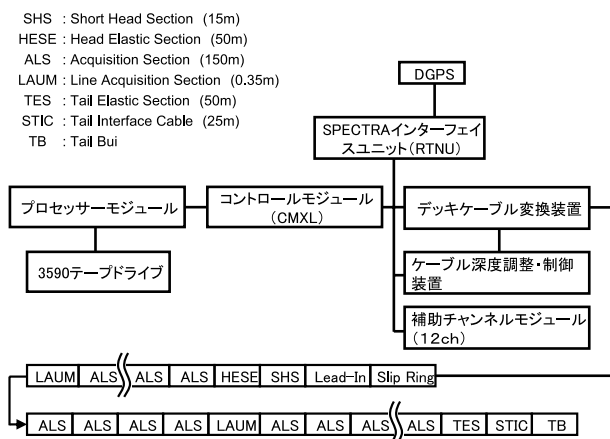 SHS : Short Head Section (15m)
HESE : Head Elastic Section (50m)
ALS : Acquisition Section (150m)
LAUM : Line Acquisition Section (0.35m)
TES : Tail Elastic Section (50m)
STIC : Tail Interface Cable (25m)
TB : Tail Bui
DGPS
SPECTRAインターフェイ
スユニット(RTNU)
プロセッサーモジュール
コントロールモジュール
(CMXL)
デッキケーブル変換装置
3590テープドライブ
ケーブル深度調整・制御
装置
補助チャンネルモジュール
(12ch)
LAUM ALS ALS ALS HESE SHS Lead-In Slip Ring
ALS ALS ALS ALS LAUM ALS ALS ALS ALS TES STIC TB